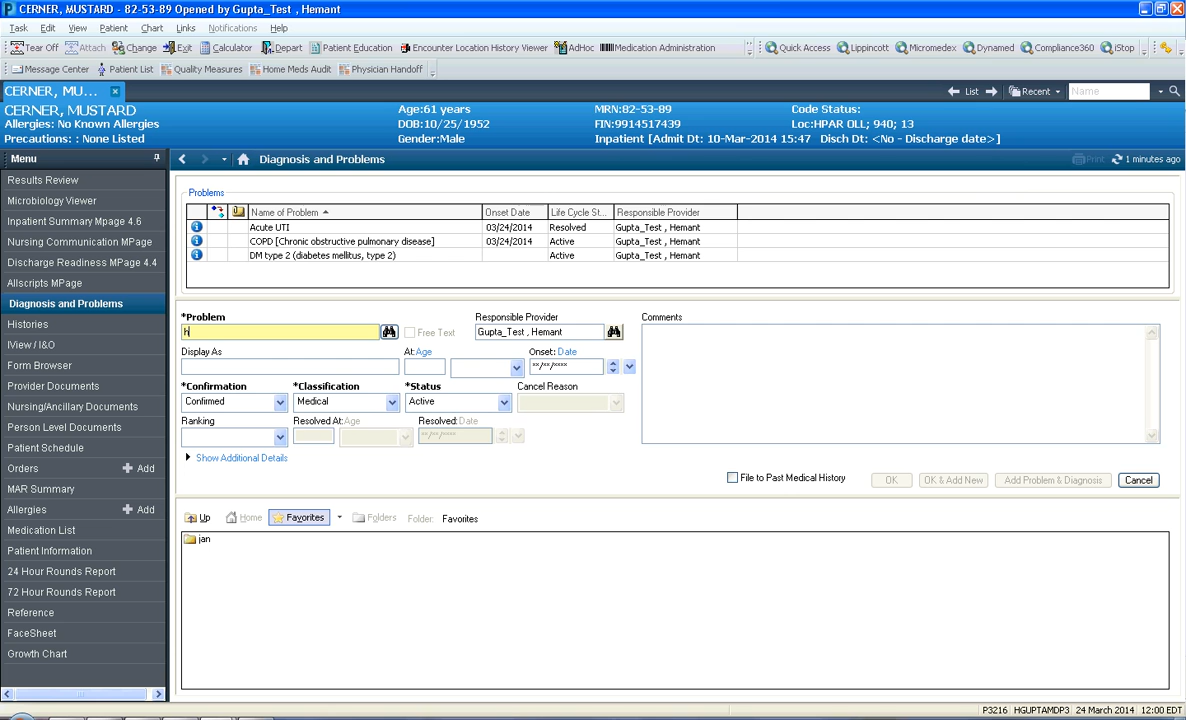 CERNER, MUSTARD - 82-53-89 Opened by Gupta_Test , Hemant
Task Edit View Patient Chart Links Notifications Help
Tear Off Attach Change Exit Calculator Depart Patient Education Encounter Location History Viewer AdHoc Medication Administration Quick Access Lippincott Micromedex Dynamed Compliance360 iStop
Message Center Patient List Quality Measures Home Meds Audit Physician Handoff
CERNER, MU... List Recent Name
CERNER, MUSTARD Age:61 years MRN:82-53-89 Code Status:
Allergies: No Known Allergies DOB:10/25/1952 FIN:9914517439 Loc:HPAR OLL; 940; 13
Precautions: : None Listed Gender:Male Inpatient [Admit Dt: 10-Mar-2014 15:47 Disch Dt: <No - Discharge date>]
Menu
Diagnosis and Problems Print 1 minutes ago
Results Review
Microbiology Viewer
Inpatient Summary Mpage 4.6
Nursing Communication MPage
Discharge Readiness MPage 4.4
Allscripts MPage
Diagnosis and Problems
Histories
IView / I&O
Form Browser
Provider Documents
Nursing/Ancillary Documents
Person Level Documents
Patient Schedule
Orders Add
MAR Summary
Allergies Add
Medication List
Patient Information
24 Hour Rounds Report
72 Hour Rounds Report
Reference
FaceSheet
Growth Chart
Problems
Name of Problem Onset Date Life Cycle St... Responsible Provider
Acute UTI 03/24/2014 Resolved Gupta_Test , Hemant
COPD [Chronic obstructive pulmonary disease] 03/24/2014 Active Gupta_Test , Hemant
DM type 2 (diabetes mellitus, type 2) Active Gupta_Test , Hemant
*Problem Responsible Provider Comments
h Free Text Gupta_Test , Hemant
Display As At: Age Onset: Date
**/**/****
*Confirmation *Classification *Status Cancel Reason
Confirmed Medical Active
Ranking Resolved At: Age Resolved: Date
**/**/****
Show Additional Details
File to Past Medical History OK OK & Add New Add Problem & Diagnosis Cancel
Up Home Favorites Folders Folder: Favorites
jan
P3216 HGUPTAMDP3 24 March 2014 12:00 EDT